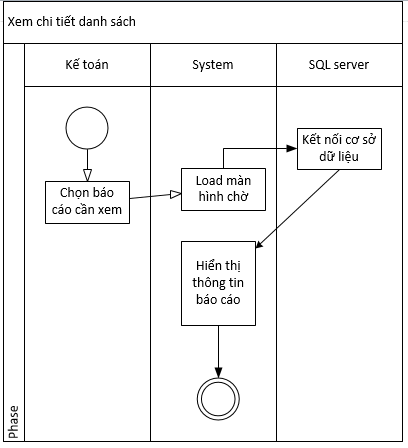 Xem chi tiết danh sách
Kế toán
System
SQL server
Kết nối cơ sở
dữ liệu
Chọn báo
cáo cần xem
Load màn
hình chờ
Hiển thị
thông tin
báo cáo
Phase